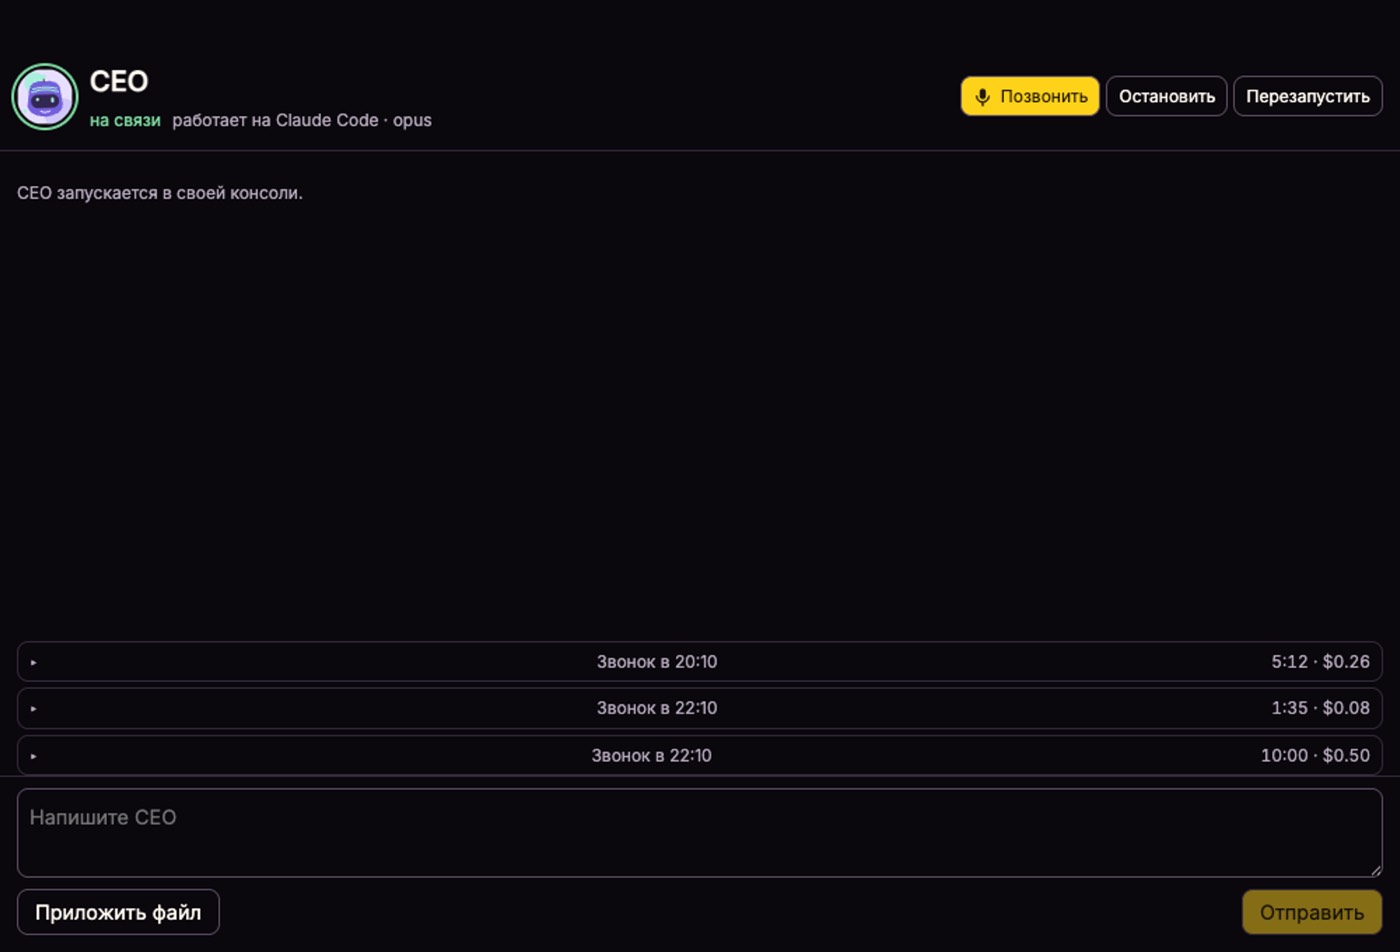 CEO
на связи работает на Claude Code · opus
Позвонить Остановить Перезапустить
CEO запускается в своей консоли.
Звонок в 20:10 5:12 · $0.26
Звонок в 22:10 1:35 · $0.08
Звонок в 22:10 10:00 · $0.50
Напишите CEO
Приложить файл Отправить